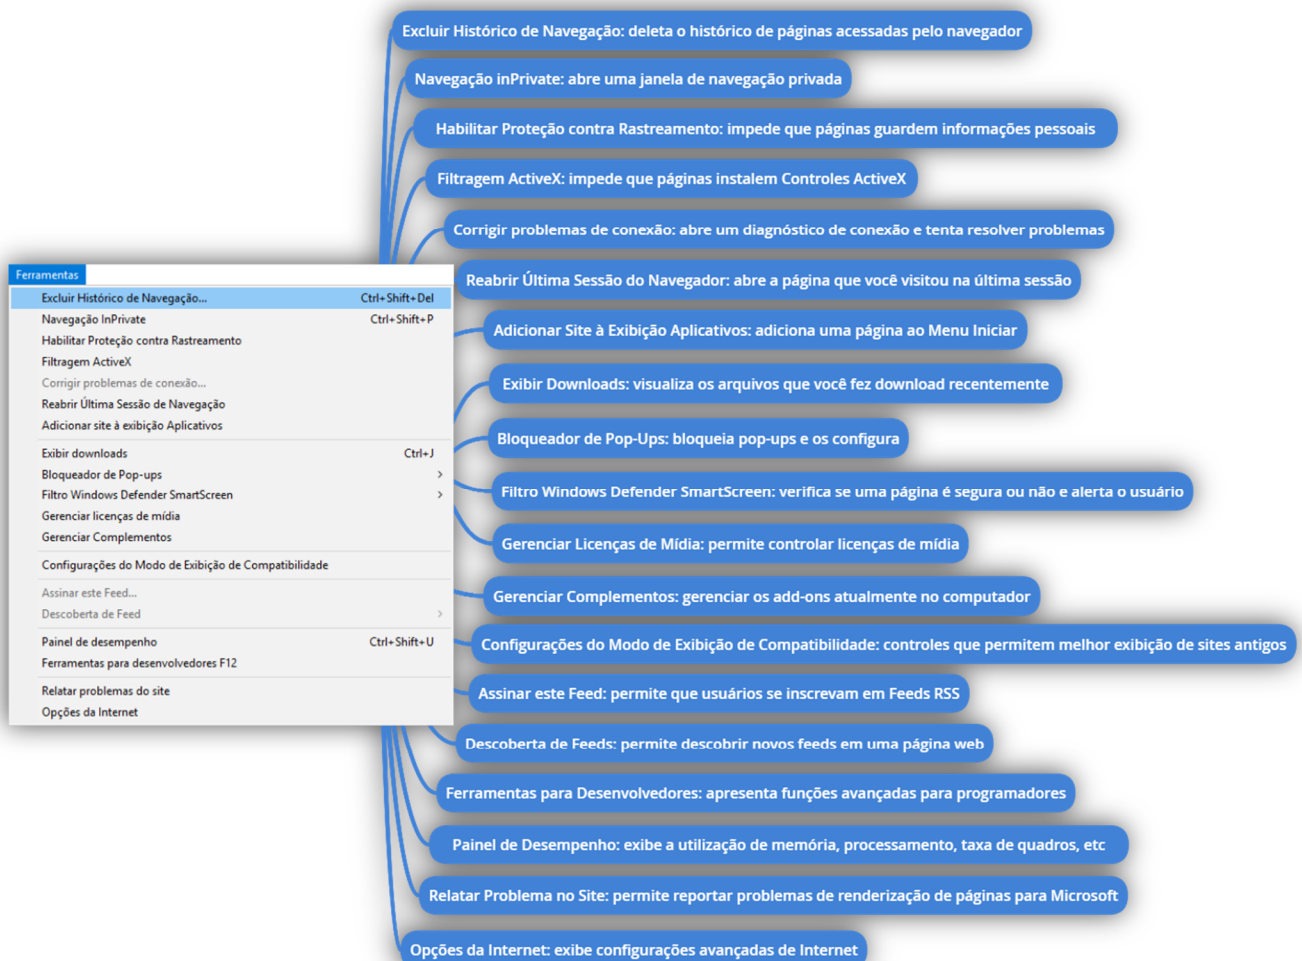 Excluir Histórico de Navegação: deleta o histórico de páginas acessadas pelo navegador
Navegação inPrivate: abre uma janela de navegação privada
Habilitar Proteção contra Rastreamento: impede que páginas guardem informações pessoais
Filtragem ActiveX: impede que páginas instalem Controles ActiveX
Corrigir problemas de conexão: abre um diagnóstico de conexão e tenta resolver problemas
Reabrir Última Sessão do Navegador: abre a página que você visitou na última sessão
Adicionar Site à Exibição Aplicativos: adiciona uma página ao Menu Iniciar
Exibir Downloads: visualiza os arquivos que você fez download recentemente
Bloqueador de Pop-Ups: bloqueia pop-ups e os configura
Filtro Windows Defender SmartScreen: verifica se uma página é segura ou não e alerta o usuário
Gerenciar Licenças de Mídia: permite controlar licenças de mídia
Gerenciar Complementos: gerenciar os add-ons atualmente no computador
Configurações do Modo de Exibição de Compatibilidade: controles que permitem melhor exibição de sites antigos
Assinar este Feed: permite que usuários se inscrevam em Feeds RSS
Descoberta de Feeds: permite descobrir novos feeds em uma página web
Ferramentas para Desenvolvedores: apresenta funções avançadas para programadores
Painel de Desempenho: exibe a utilização de memória, processamento, taxa de quadros, etc
Relatar Problema no Site: permite reportar problemas de renderização de páginas para Microsoft
Opções da Internet: exibe configurações avançadas de Internet
Ferramentas
Excluir Histórico de Navegação... Ctrl+Shift+Del
Navegação InPrivate Ctrl+Shift+P
Habilitar Proteção contra Rastreamento
Filtragem ActiveX
Corrigir problemas de conexão...
Reabrir Última Sessão de Navegação
Adicionar site à exibição Aplicativos
Exibir downloads Ctrl+J
Bloqueador de Pop-ups
Filtro Windows Defender SmartScreen
Gerenciar licenças de mídia
Gerenciar Complementos
Configurações do Modo de Exibição de Compatibilidade
Assinar este Feed...
Descoberta de Feed
Painel de desempenho Ctrl+Shift+U
Ferramentas para desenvolvedores F12
Relatar problemas do site
Opções da Internet